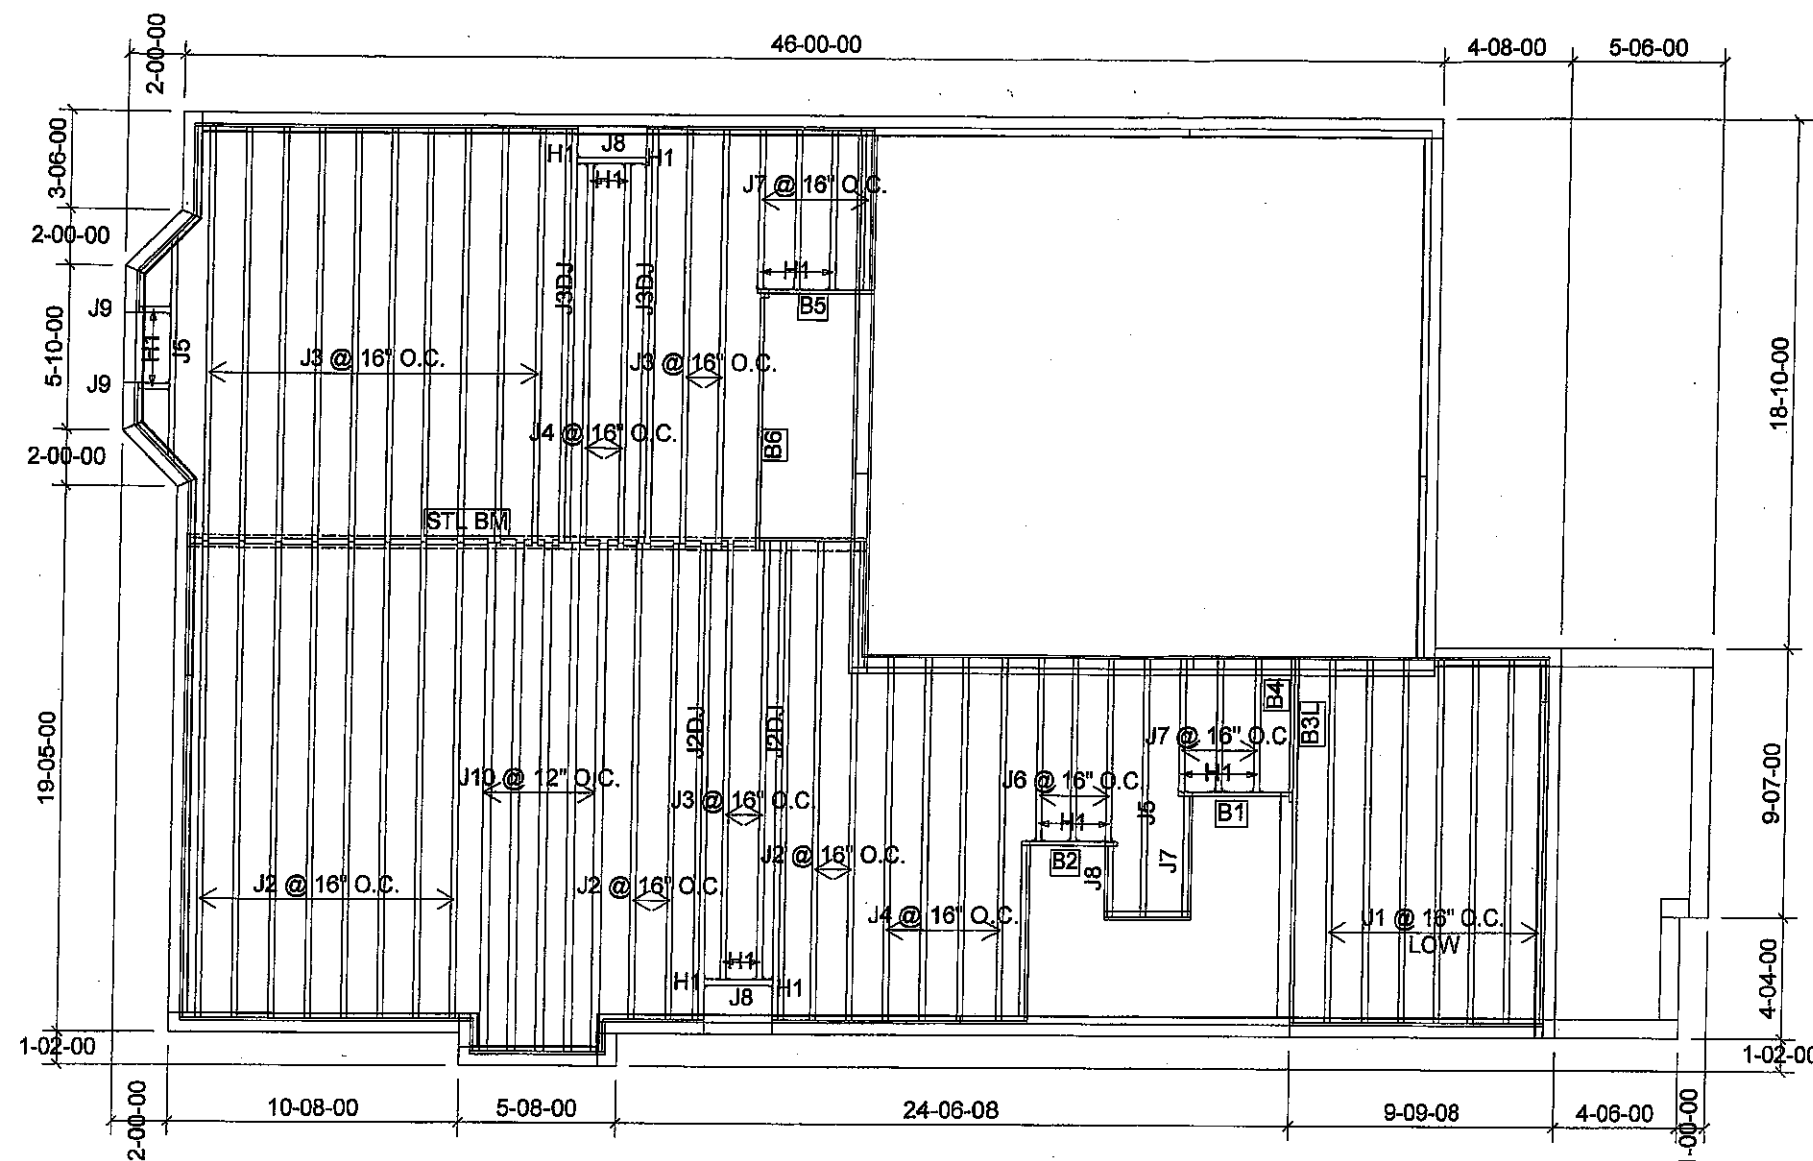 2-00-00
46-00-00
4-08-00
5-06-00
3-06-00
2-00-00
5-10-00
2-00-00
19-05-00
1-02-00
18-10-00
9-07-00
4-04-00
H1
J8
H1
H1
J7 @ 16" O.C.
H1
B5
J3DJ
J3DJ
J9
H1
J5
J9
J3 @ 16" O.C.
J3 @ 16" O.C.
J4 @ 16" O.C.
B6
STL BM
B4
B3L
J2DJ
J2DJ
J7 @ 16" O.C.
H1
J10 @ 12" O.C.
J6 @ 16" O.C.
J3 @ 16" O.C.
J5
B1
H1
J2 @ 16" O.C.
B2
J8
J7
J2 @ 16" O.C.
J2 @ 16" O.C.
J4 @ 16" O.C.
J1 @ 16" O.C.
LOW
H1
H1
J8
H1
1-02-00
2-00-00
10-08-00
5-08-00
24-06-08
9-09-08
4-06-00